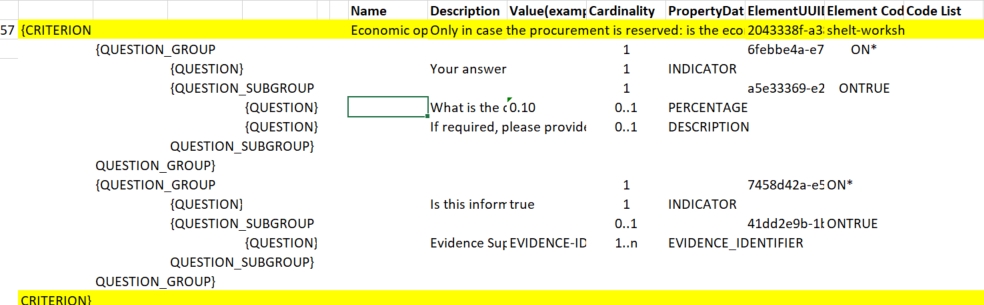 Name Description Value(examp Cardinality PropertyDat ElementUUII Element Cod Code List
57 {CRITERION Economic op Only in case the procurement is reserved: is the eco 2043338f-a3 shelt-worksh
{QUESTION_GROUP 1 6febbe4a-e7 ON*
{QUESTION} Your answer 1 INDICATOR
{QUESTION_SUBGROUP 1 a5e33369-e2 ONTRUE
{QUESTION} What is the c 0.10 0..1 PERCENTAGE
{QUESTION} If required, please provide 0..1 DESCRIPTION
QUESTION_SUBGROUP}
QUESTION_GROUP}
{QUESTION_GROUP 1 7458d42a-e5 ON*
{QUESTION} Is this inforn true 1 INDICATOR
{QUESTION_SUBGROUP 0..1 41dd2e9b-1b ONTRUE
{QUESTION} Evidence Sup EVIDENCE-ID 1..n EVIDENCE_IDENTIFIER
QUESTION_SUBGROUP}
QUESTION_GROUP}
CRITERION}